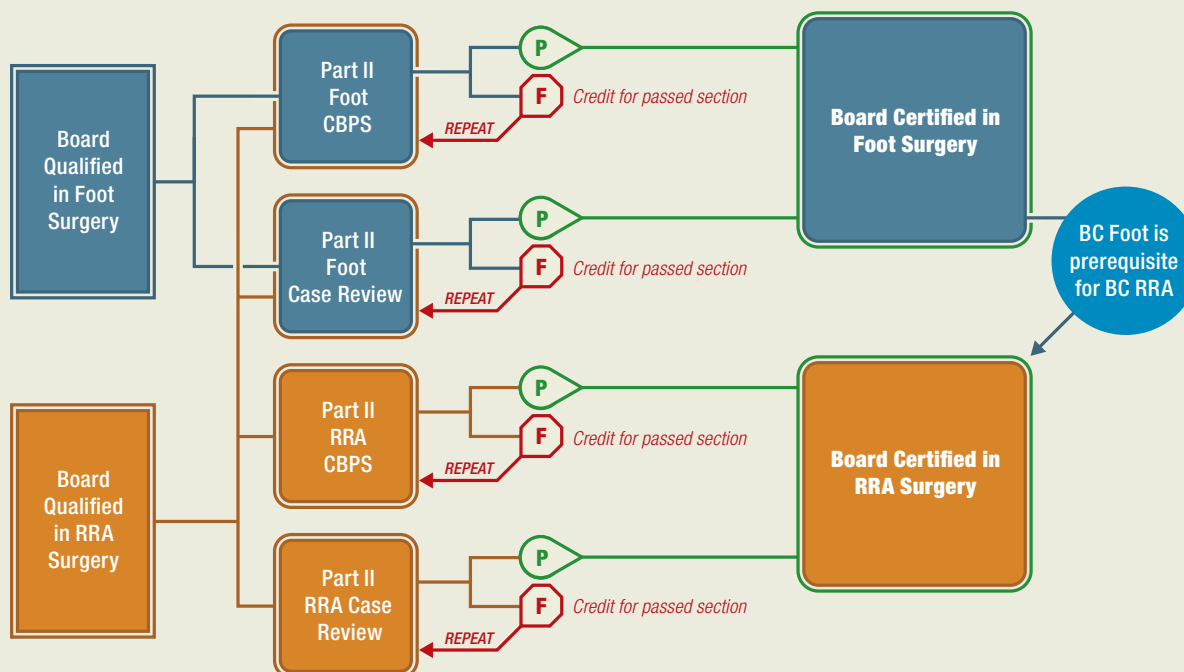 Board
Qualified
in Foot
Surgery
Part II
Foot
CBPS
P
F
Credit for passed section
REPEAT
Part II
Foot
Case Review
P
F
Credit for passed section
REPEAT
Board Certified in
Foot Surgery
BC Foot is
prerequisite
for BC RRA
Board
Qualified
in RRA
Surgery
Part II
RRA
CBPS
P
F
Credit for passed section
REPEAT
Part II
RRA Case
Review
P
F
Credit for passed section
REPEAT
Board Certified in
RRA Surgery